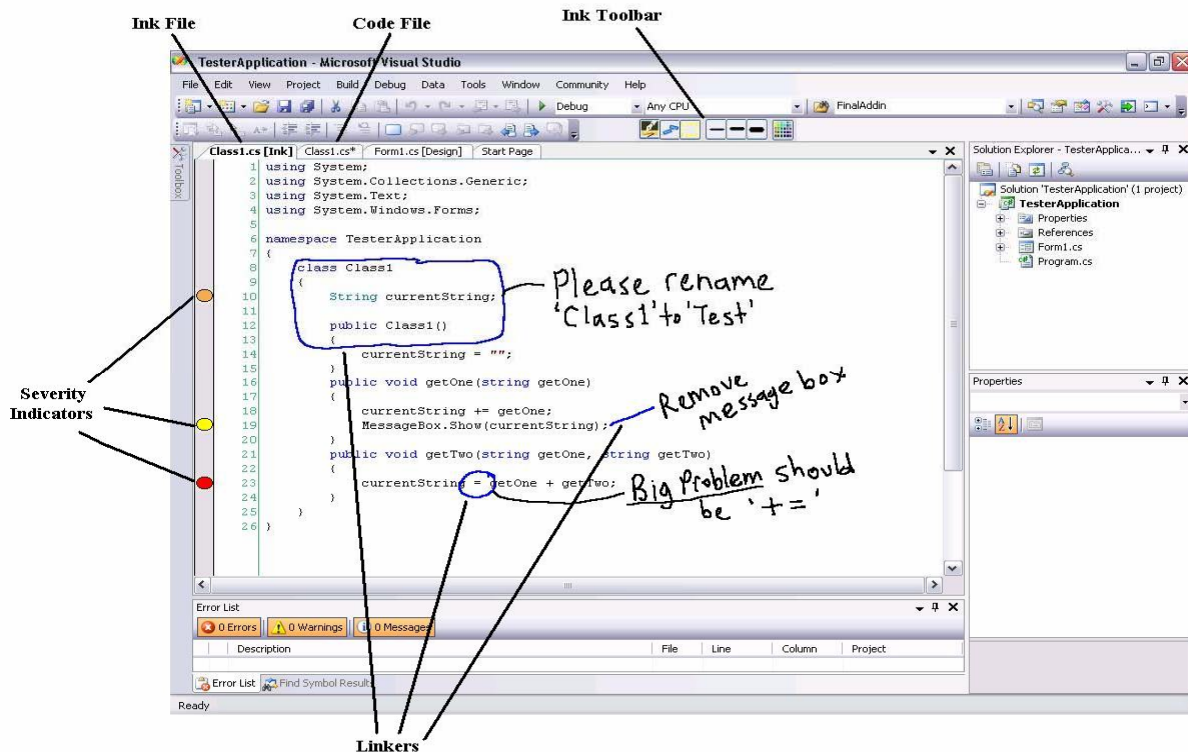 Ink File
Code File
Ink Toolbar
TesterApplication - Microsoft Visual Studio
File Edit View Project Build Debug Data Tools Window Community Help
Debug Any CPU FinalAddin
Class1.cs [Ink] Class1.cs* Form1.cs [Design] Start Page
Toolbox
1 using System;
2 using System.Collections.Generic;
3 using System.Text;
4 using System.Windows.Forms;
5
6 namespace TesterApplication
7 {
8 class Class1
9 {
10 String currentString;
11
12 public Class1()
13 {
14 currentString = "";
15 }
16 public void getOne(string getOne)
17 {
18 currentString += getOne;
19 MessageBox.Show(currentString);
20 }
21 public void getTwo(string getOne, string getTwo)
22 {
23 currentString = getOne + getTwo;
24 }
25 }
26 }
Please rename
'Class1' to 'Test'
Remove
message box
Big Problem should
be '+='
Severity
Indicators
Solution Explorer - TesterApplica...
Solution 'TesterApplication' (1 project)
TesterApplication
Properties
References
Form1.cs
Program.cs
Properties
Error List
0 Errors 0 Warnings 0 Messages
Description File Line Column Project
Error List Find Symbol Results
Ready
Linkers